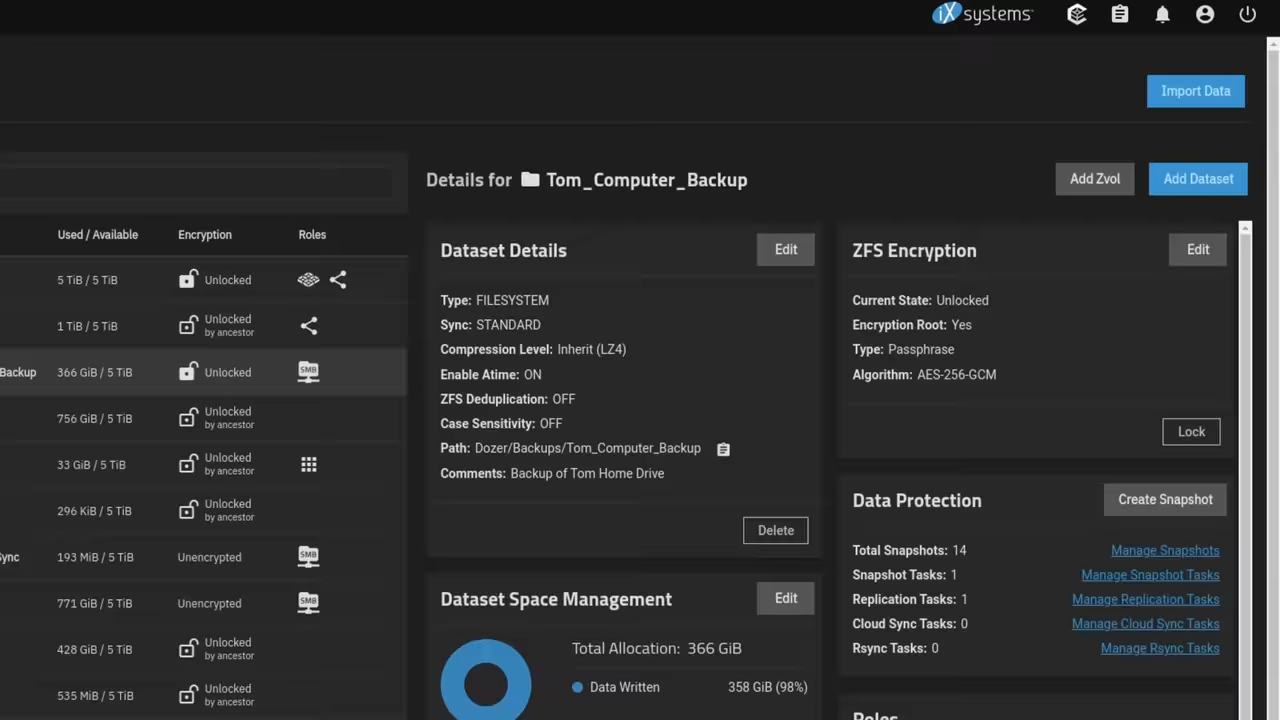 iX systems
Import Data
Details for Tom_Computer_Backup
Add Zvol
Add Dataset
Used / Available Encryption Roles
5 TiB / 5 TiB Unlocked
1 TiB / 5 TiB Unlocked
by ancestor
Backup 366 GiB / 5 TiB Unlocked SMB
756 GiB / 5 TiB Unlocked
by ancestor
33 GiB / 5 TiB Unlocked
by ancestor
296 KiB / 5 TiB Unlocked
by ancestor
Sync 193 MiB / 5 TiB Unencrypted SMB
771 GiB / 5 TiB Unencrypted SMB
428 GiB / 5 TiB Unlocked
by ancestor
535 MiB / 5 TiB Unlocked
by ancestor
Dataset Details
Edit
Type: FILESYSTEM
Sync: STANDARD
Compression Level: Inherit (LZ4)
Enable Atime: ON
ZFS Deduplication: OFF
Case Sensitivity: OFF
Path: Dozer/Backups/Tom_Computer_Backup
Comments: Backup of Tom Home Drive
Delete
Dataset Space Management
Edit
Total Allocation: 366 GiB
Data Written 358 GiB (98%)
ZFS Encryption
Edit
Current State: Unlocked
Encryption Root: Yes
Type: Passphrase
Algorithm: AES-256-GCM
Lock
Data Protection
Create Snapshot
Total Snapshots: 14 Manage Snapshots
Snapshot Tasks: 1 Manage Snapshot Tasks
Replication Tasks: 1 Manage Replication Tasks
Cloud Sync Tasks: 0 Manage Cloud Sync Tasks
Rsync Tasks: 0 Manage Rsync Tasks
Roles